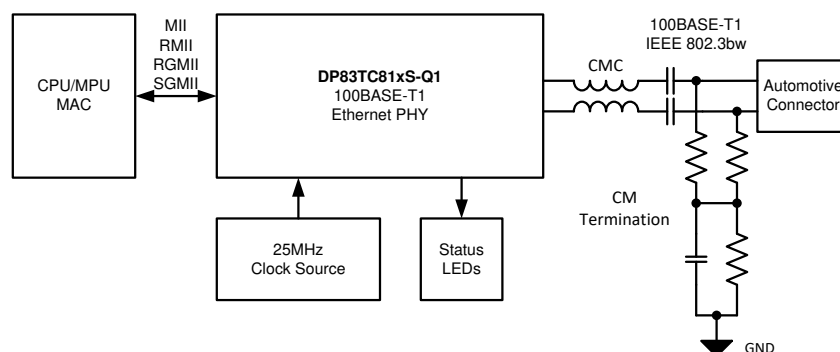 CPU/MPU
MAC
MII
RMII
RGMII
SGMII
DP83TC81xS-Q1
100BASE-T1
Ethernet PHY
25MHz
Clock Source
Status
LEDs
CMC
100BASE-T1
IEEE 802.3bw
Automotive
Connector
CM
Termination
GND